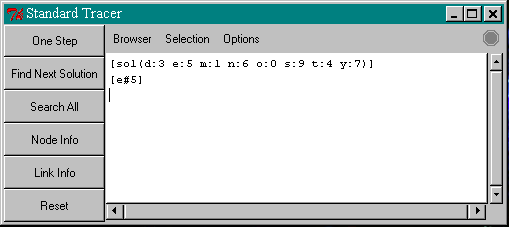 Standard Tracer
One Step
Find Next Solution
Search All
Node Info
Link Info
Reset
Browser Selection Options
[sol(d:3 e:5 m:1 n:6 o:0 s:9 t:4 y:7)]
[e#5]